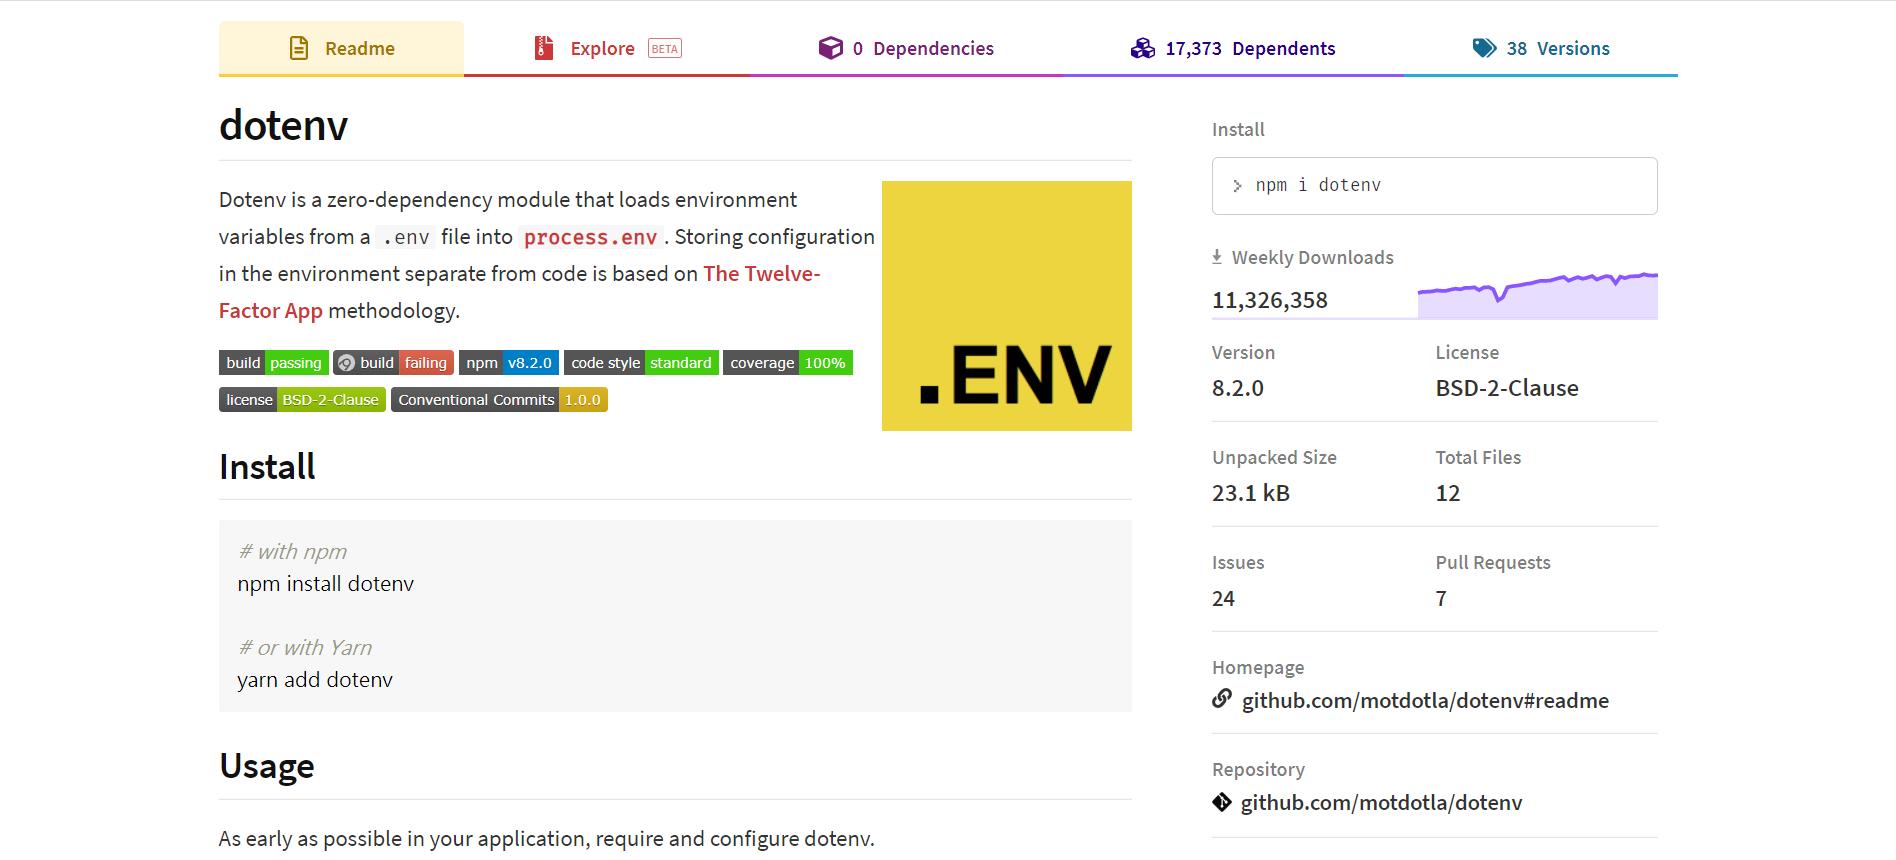 Readme
Explore BETA
0 Dependencies
17,373 Dependents
38 Versions
dotenv
Dotenv is a zero-dependency module that loads environment
variables from a .env file into process.env. Storing configuration
in the environment separate from code is based on The Twelve-
Factor App methodology.
.ENV
build passing build failing npm v8.2.0 code style standard coverage 100%
license BSD-2-Clause Conventional Commits 1.0.0
Install
# with npm
npm install dotenv
# or with Yarn
yarn add dotenv
Usage
As early as possible in your application, require and configure dotenv.
Install
> npm i dotenv
Weekly Downloads
11,326,358
Version
8.2.0
License
BSD-2-Clause
Unpacked Size
23.1 kB
Total Files
12
Issues
24
Pull Requests
7
Homepage
github.com/motdotla/dotenv#readme
Repository
github.com/motdotla/dotenv